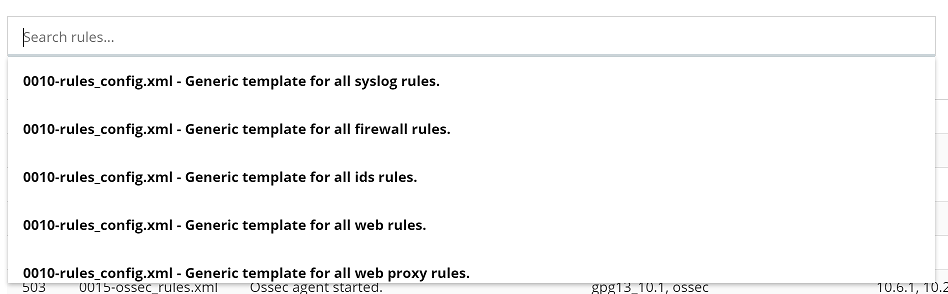 Search rules...
0010-rules_config.xml - Generic template for all syslog rules.
0010-rules_config.xml - Generic template for all firewall rules.
0010-rules_config.xml - Generic template for all ids rules.
0010-rules_config.xml - Generic template for all web rules.
0010-rules_config.xml - Generic template for all web proxy rules.
503 0015-ossec_rules.xml Ossec agent started. gpg13_10.1, ossec 10.6.1, 10.2